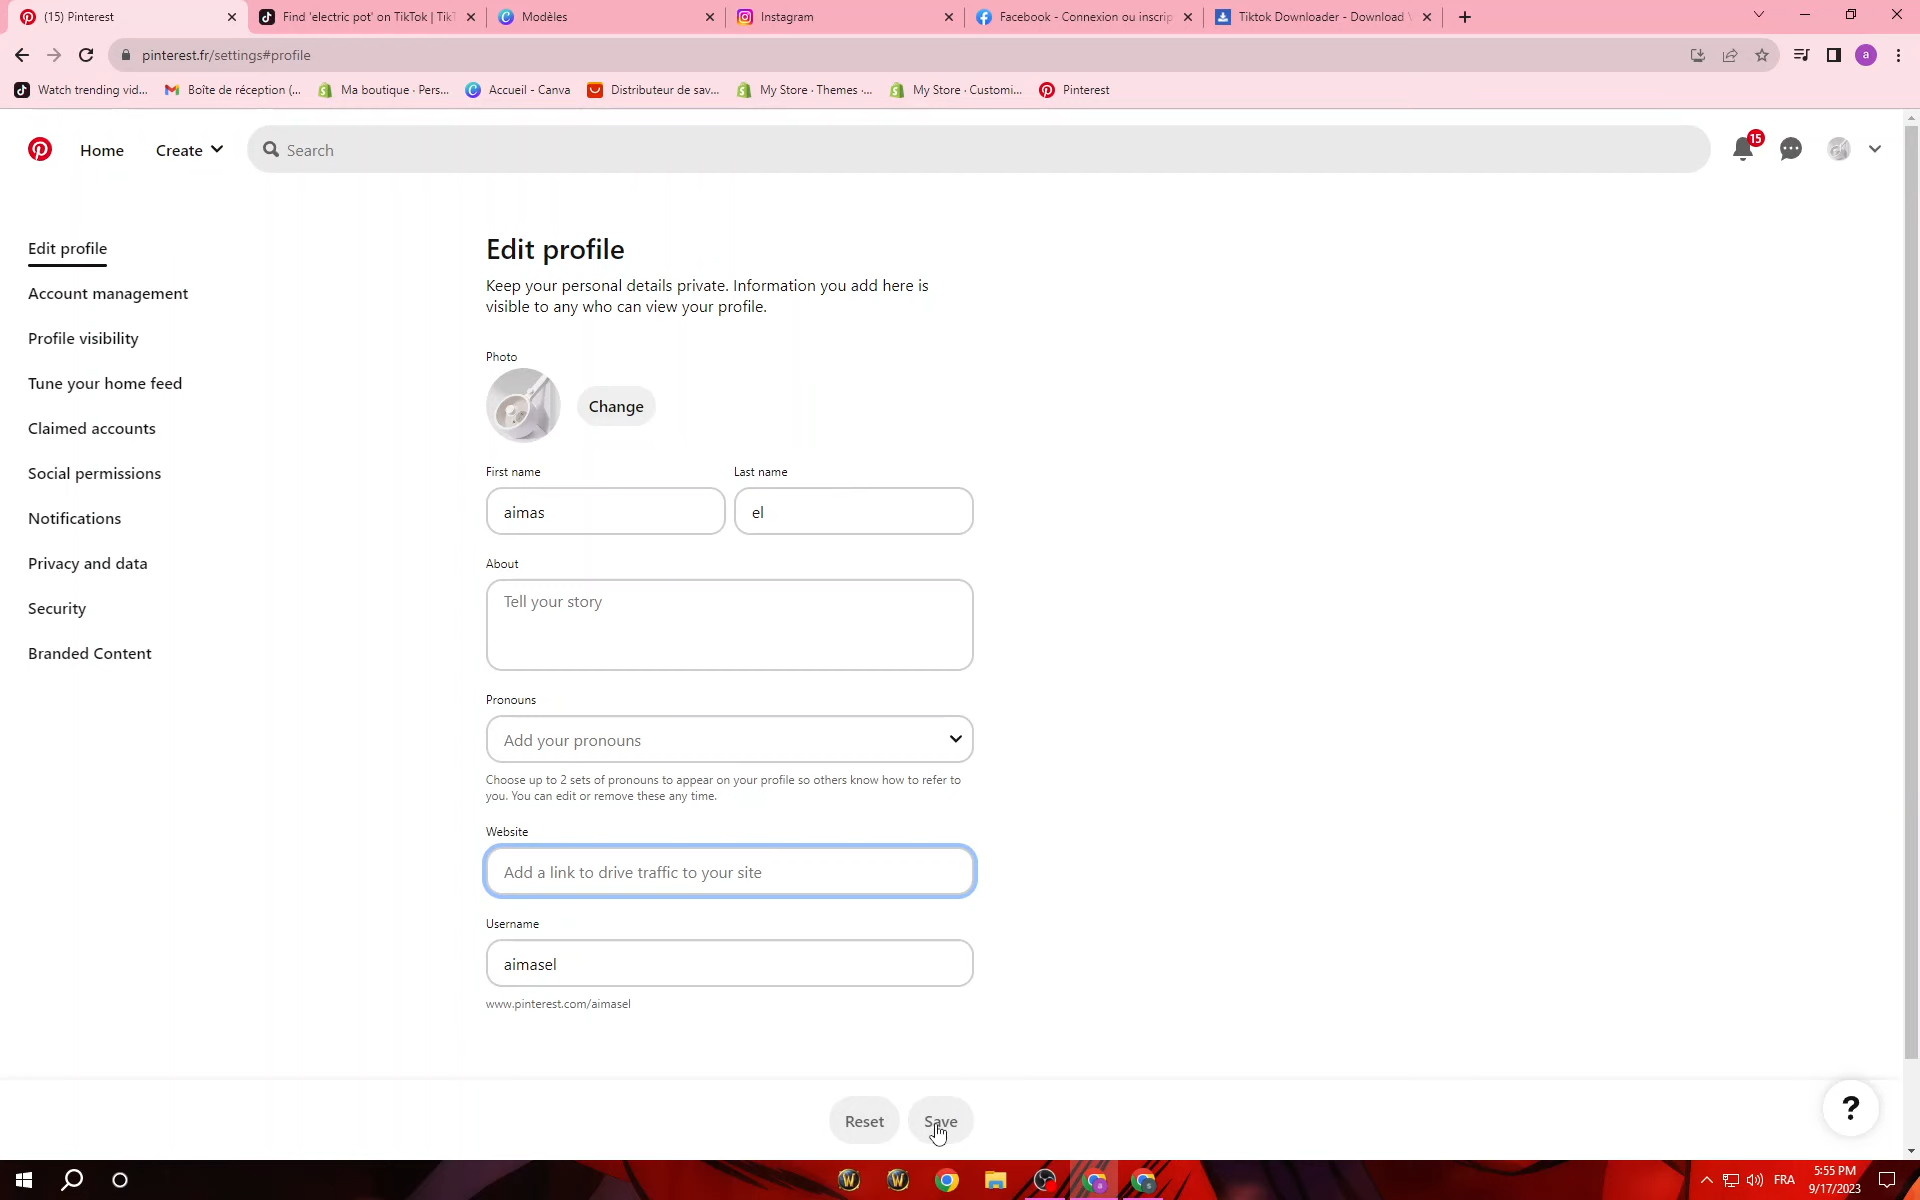 (15) Pinterest
Find 'electric pot' on TikTok | TikT
Modèles
Instagram
Facebook - Connexion ou inscrip
Tiktok Downloader - Download
pinterest.fr/settings#profile
a
Watch trending vid...
Boîte de réception (...
Ma boutique · Pers...
Accueil - Canva
Distributeur de sav...
My Store · Themes ·...
My Store · Customi...
Pinterest
Home
Create
Search
15
Edit profile
Account management
Profile visibility
Tune your home feed
Claimed accounts
Social permissions
Notifications
Privacy and data
Security
Branded Content
Edit profile
Keep your personal details private. Information you add here is
visible to any who can view your profile.
Photo
Change
First name
Last name
aimas
el
About
Tell your story
Pronouns
Add your pronouns
Choose up to 2 sets of pronouns to appear on your profile so others know how to refer to
you. You can edit or remove these any time.
Website
Add a link to drive traffic to your site
Username
aimasel
www.pinterest.com/aimasel
Reset
Save
?
FRA
5:55 PM
9/17/2023